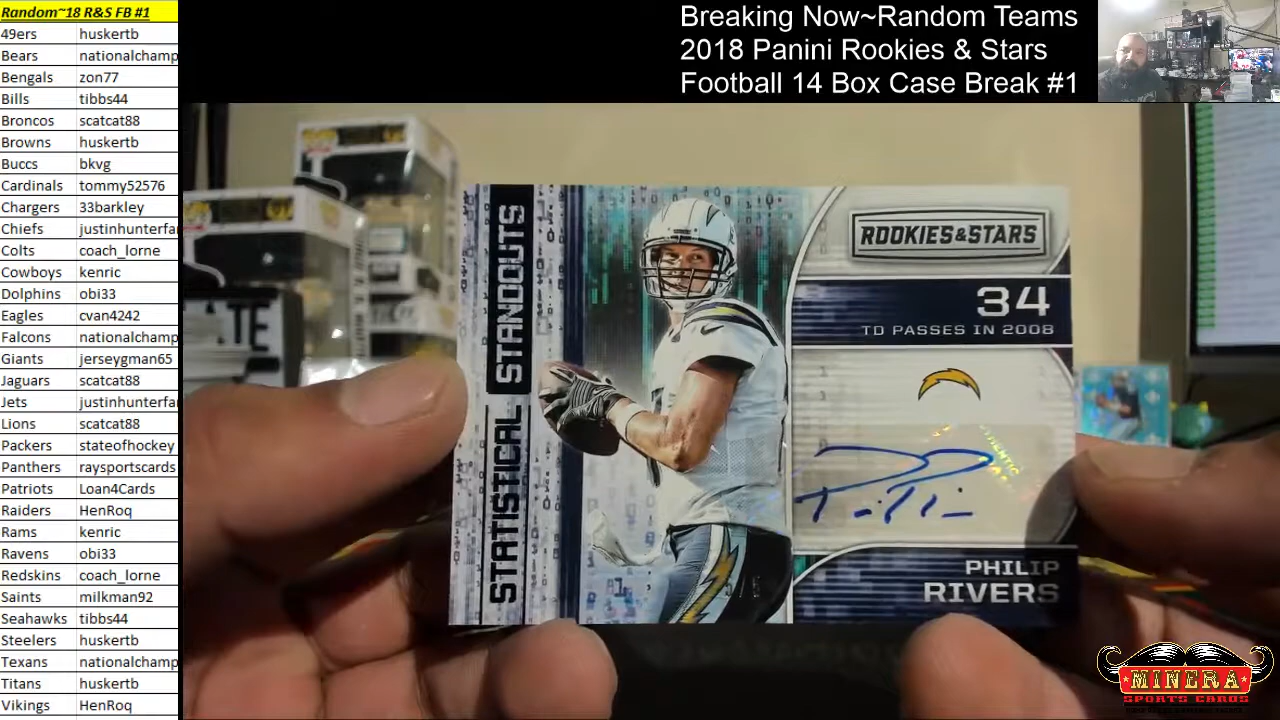 Random~18 R&S FB #1
49ers huskertb
Bears nationalchamp
Bengals zon77
Bills tibbs44
Broncos scatcat88
Browns huskertb
Buccs bkvg
Cardinals tommy52576
Chargers 33barkley
Chiefs justinhunterfa
Colts coach_lorne
Cowboys kenric
Dolphins obi33
Eagles cvan4242
Falcons nationalchamp
Giants jerseygman65
Jaguars scatcat88
Jets justinhunterfa
Lions scatcat88
Packers stateofhockey
Panthers raysportscards
Patriots Loan4Cards
Raiders HenRoq
Rams kenric
Ravens obi33
Redskins coach_lorne
Saints milkman92
Seahawks tibbs44
Steelers huskertb
Texans nationalchamp
Titans huskertb
Vikings HenRoq
Breaking Now~Random Teams
2018 Panini Rookies & Stars
Football 14 Box Case Break #1
STATISTICAL STANDOUTS
ROOKIES & STARS
34
TD PASSES IN 2008
PHILIP
RIVERS
MINERA
SPORTS CARDS